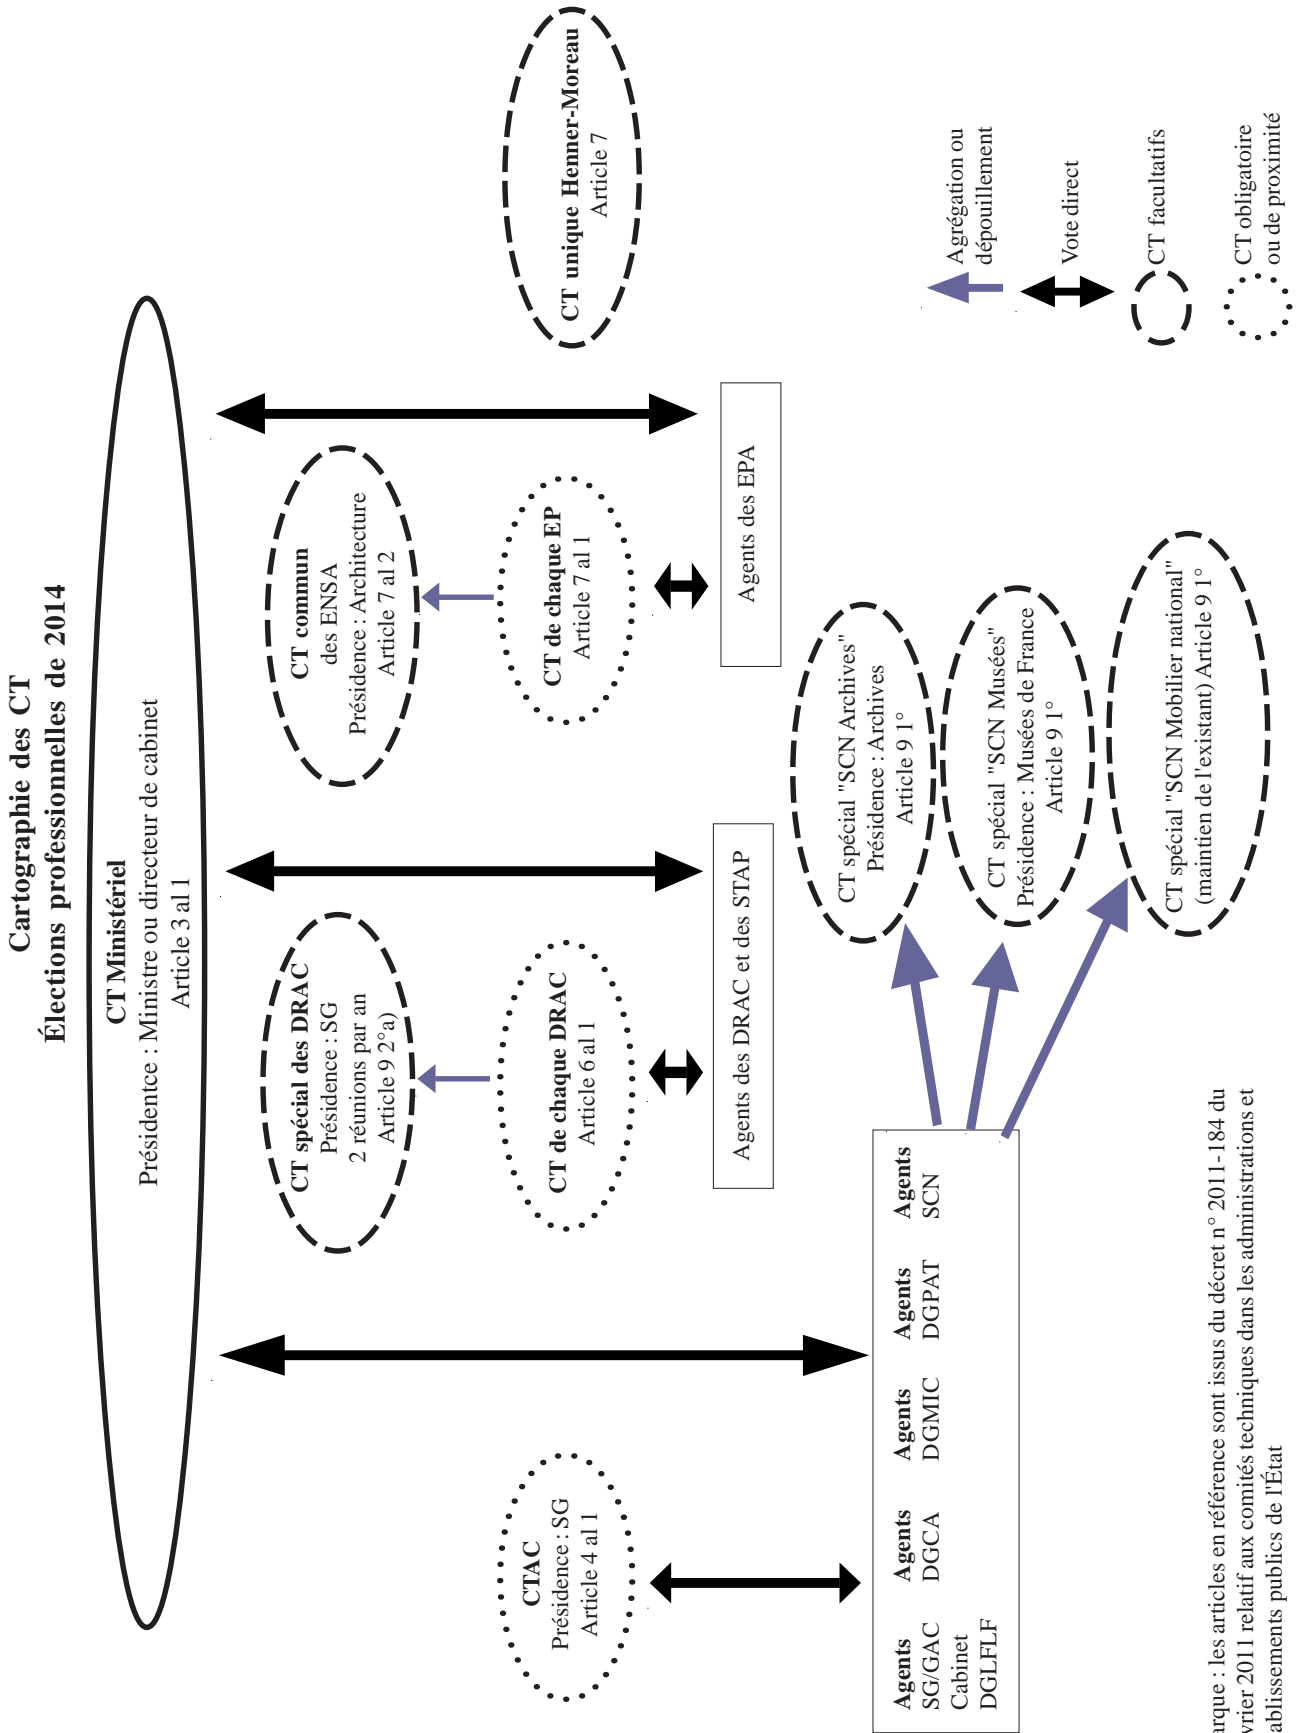 Cartographie des CT
Élections professionnelles de 2014
CT Ministériel
Présidentce : Ministre ou directeur de cabinet
Article 3 al 1
CTAC
Présidence : SG
Article 4 al 1
CT spécial des DRAC
Présidence : SG
2 réunions par an
Article 9 2°a)
CT de chaque DRAC
Article 6 al 1
CT commun
des ENSA
Présidence : Architecture
Article 7 al 2
CT de chaque EP
Article 7 al 1
CT unique Henner-Moreau
Article 7
Agents des DRAC et des STAP
Agents des EPA
Agents
SG/GAC
Cabinet
DGLFLF
Agents
DGCA
Agents
DGMIC
Agents
DGPAT
Agents
SCN
CT spécial "SCN Archives"
Présidence : Archives
Article 9 1°
CT spécial "SCN Musées"
Présidence : Musées de France
Article 9 1°
CT spécial "SCN Mobilier national"
(maintien de l'existant) Article 9 1°
Agrégation ou
dépouillement
Vote direct
CT facultatifs
CT obligatoire
ou de proximité
arque : les articles en référence sont issus du décret n° 2011-184 du
vrier 2011 relatif aux comités techniques dans les administrations et
ablissements publics de l'État